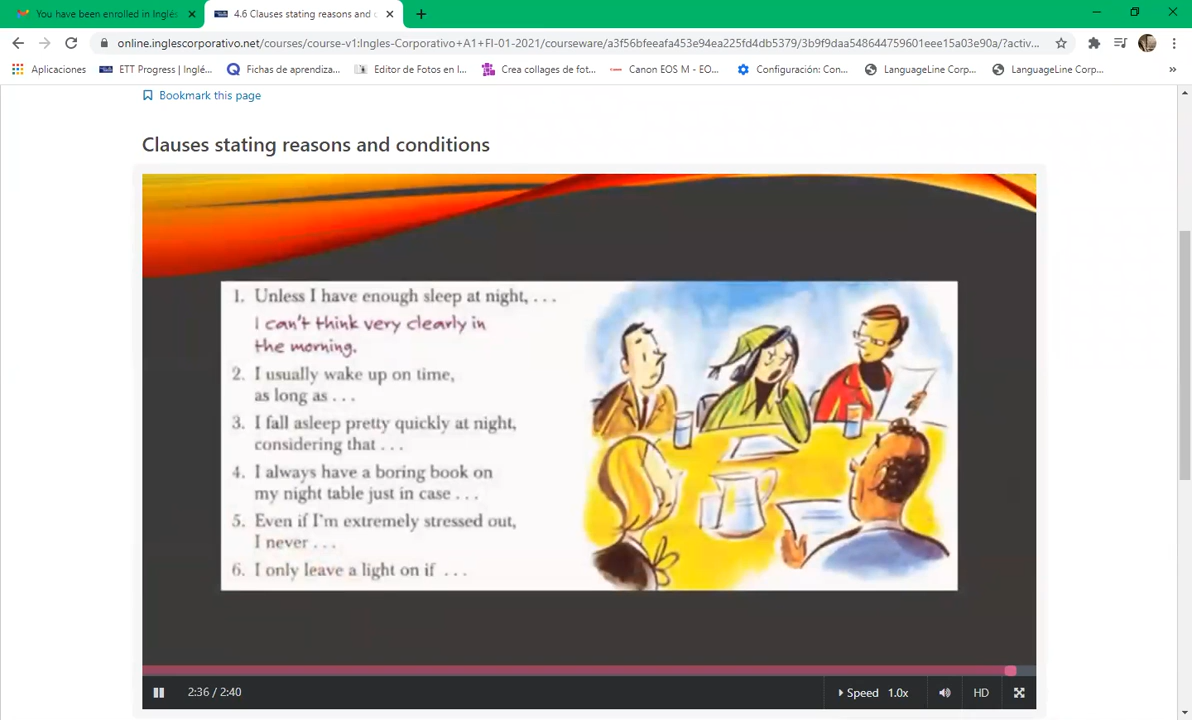 You have been enrolled in Inglé
4.6 Clauses stating reasons and c
online.inglescorporativo.net/courses/course-v1:Ingles-Corporativo+A1+FI-01-2021/courseware/a3f56bfeeafa453e94ea225fd4db5379/3b9f9daa548644759601eee15a03e90a/?activ...
Aplicaciones ETT Progress | Inglé... Fichas de aprendiza... Editor de Fotos en l... Crea collages de fot... Canon EOS M - EO... Configuración: Con... LanguageLine Corp... LanguageLine Corp... »
Bookmark this page
Clauses stating reasons and conditions
1. Unless I have enough sleep at night, . . .
I can't think very clearly in
the morning.
2. I usually wake up on time,
as long as . . .
3. I fall asleep pretty quickly at night,
considering that . . .
4. I always have a boring book on
my night table just in case . . .
5. Even if I'm extremely stressed out,
I never . . .
6. I only leave a light on if . . .
2:36 / 2:40 Speed 1.0x HD